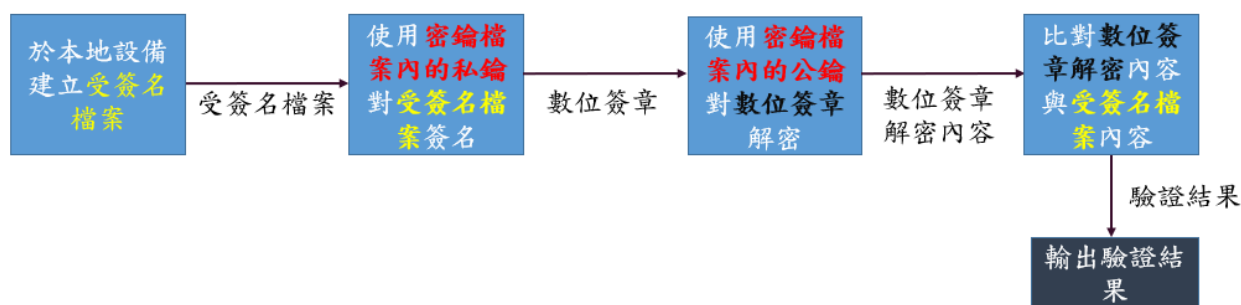 於本地設備
建立受簽名
檔案
受簽名檔案
使用密鑰檔
案內的私鑰
對受簽名檔
案簽名
數位簽章
使用密鑰檔
案內的公鑰
對數位簽章
解密
數位簽章
解密內容
比對數位簽
章解密內容
與受簽名檔
案內容
驗證結果
輸出驗證結
果